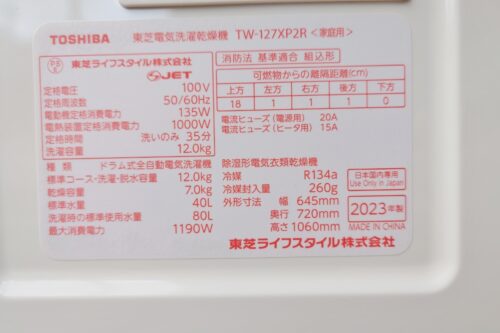 TOSHIBA 東芝電気洗濯乾燥機 TW-127XP2R <家庭用>
PS E 東芝ライフスタイル株式会社
JET
定格電圧 100V
定格周波数 50/60Hz
電動機定格消費電力 135W
電熱装置定格消費電力 1000W
定格時間 洗いのみ 35分
洗濯容量 12.0kg
消防法 基準適合 組込形
可燃物からの離隔距離(cm)
上方 左方 右方 後方 下方
18 1 1 1 0
電流ヒューズ(電源用) 20A
電流ヒューズ(ヒータ用) 15A
種類 ドラム式全自動電気洗濯機
標準コース・洗濯・脱水容量 12.0kg
乾燥容量 7.0kg
標準水量 40L
洗濯時の標準使用水量 80L
最大消費電力 1190W
除湿形電気衣類乾燥機
冷媒 R134a
冷媒封入量 260g
外形寸法 幅 645mm
奥行 720mm
高さ 1060mm
日本国内専用
Use Only in Japan
2023年製
MADE IN CHINA
東芝ライフスタイル株式会社